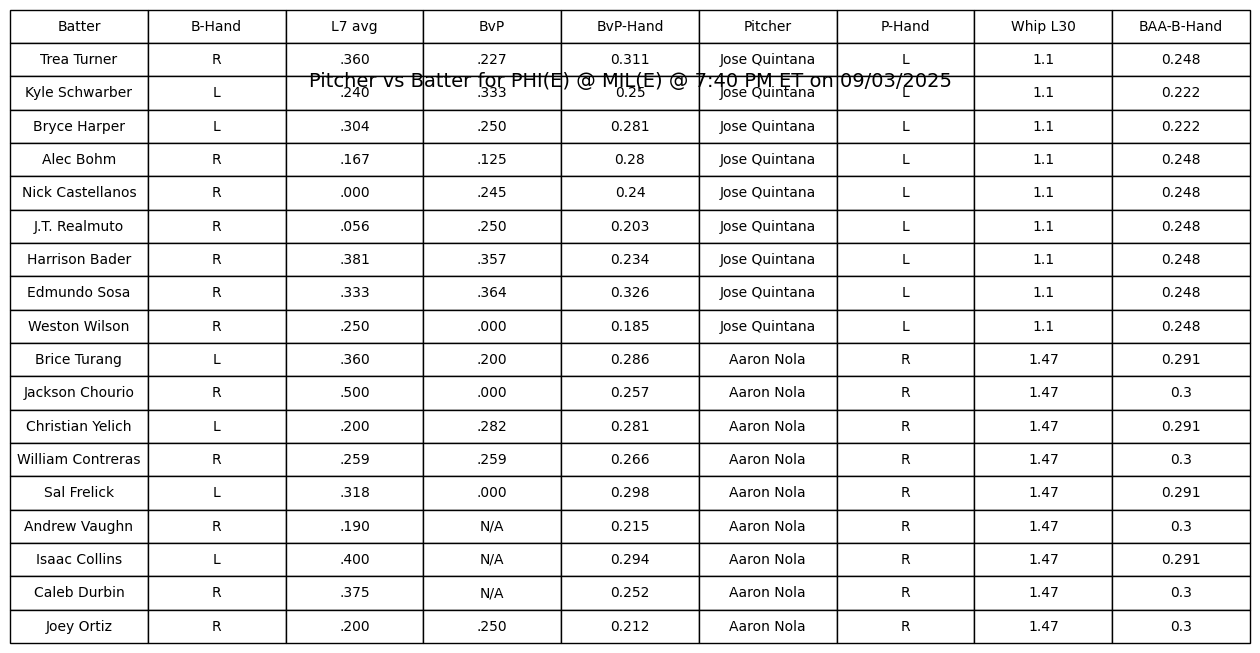 Batter B-Hand L7 avg BvP BvP-Hand Pitcher P-Hand Whip L30 BAA-B-Hand
Trea Turner R .360 .227 0.311 Jose Quintana L 1.1 0.248
Pitcher vs Batter for PHI(E) @ MIL(E) @ 7:40 PM ET on 09/03/2025
Kyle Schwarber L .240 .333 0.25 Jose Quintana L 1.1 0.222
Bryce Harper L .304 .250 0.281 Jose Quintana L 1.1 0.222
Alec Bohm R .167 .125 0.28 Jose Quintana L 1.1 0.248
Nick Castellanos R .000 .245 0.24 Jose Quintana L 1.1 0.248
J.T. Realmuto R .056 .250 0.203 Jose Quintana L 1.1 0.248
Harrison Bader R .381 .357 0.234 Jose Quintana L 1.1 0.248
Edmundo Sosa R .333 .364 0.326 Jose Quintana L 1.1 0.248
Weston Wilson R .250 .000 0.185 Jose Quintana L 1.1 0.248
Brice Turang L .360 .200 0.286 Aaron Nola R 1.47 0.291
Jackson Chourio R .500 .000 0.257 Aaron Nola R 1.47 0.3
Christian Yelich L .200 .282 0.281 Aaron Nola R 1.47 0.291
William Contreras R .259 .259 0.266 Aaron Nola R 1.47 0.3
Sal Frelick L .318 .000 0.298 Aaron Nola R 1.47 0.291
Andrew Vaughn R .190 N/A 0.215 Aaron Nola R 1.47 0.3
Isaac Collins L .400 N/A 0.294 Aaron Nola R 1.47 0.291
Caleb Durbin R .375 N/A 0.252 Aaron Nola R 1.47 0.3
Joey Ortiz R .200 .250 0.212 Aaron Nola R 1.47 0.3